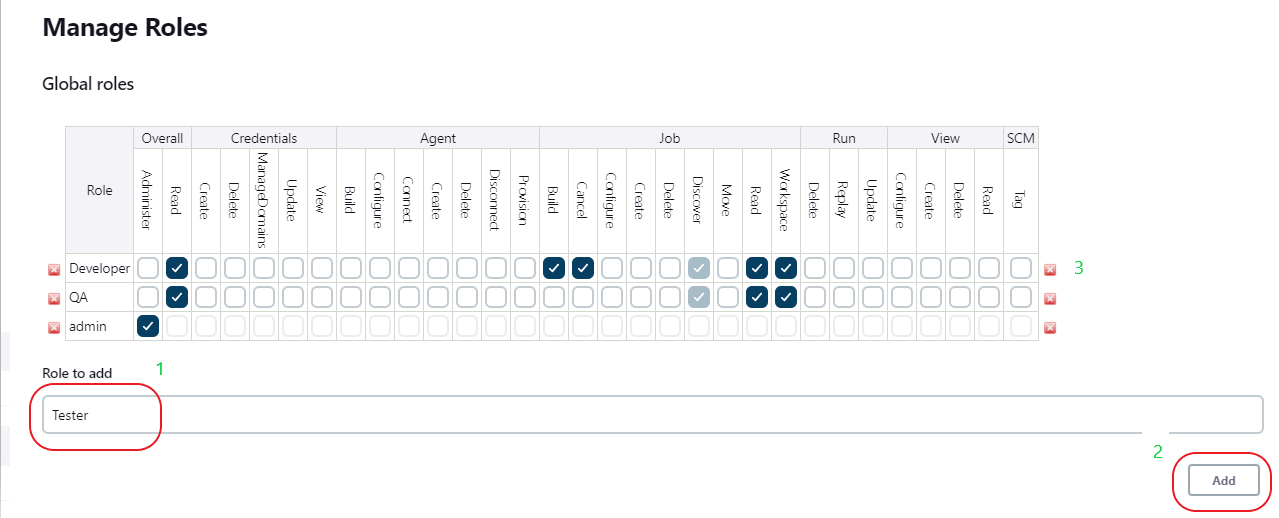 Manage Roles
Global roles
Role Overall Credentials Agent Job Run View SCM
Administer Read Create Delete ManageDomains Update View Build Configure Connect Create Delete Disconnect Provision Build Cancel Configure Create Delete Discover Move Read Workspace Delete Replay Update Configure Create Delete Read Tag
Developer 3
QA
admin
Role to add 1
Tester
2
Add